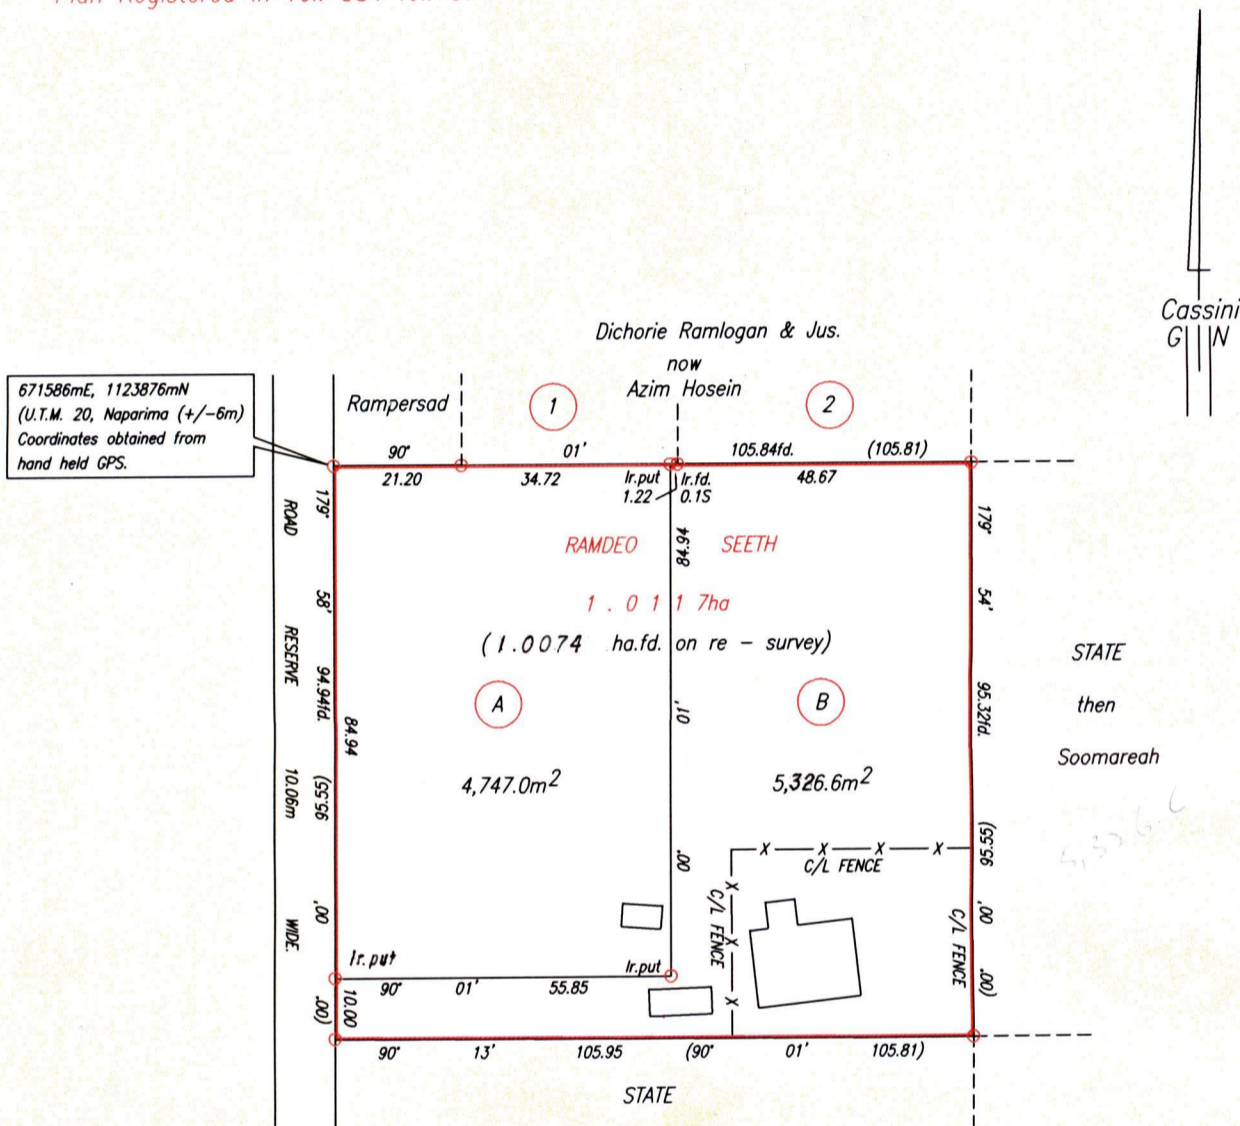 Cassini
G N
Dichorie Ramlogan & Jus.
now
Azim Hosein
671586mE, 1123876mN
(U.T.M. 20, Naparima (+/-6m)
Coordinates obtained from
hand held GPS.
Rampersad
1
2
90° 01' 105.84fd. (105.81)
21.20 34.72 Ir.put Ir.fd. 48.67
1.22 0.1S
ROAD RESERVE 10.06m WIDE.
179° 58' 94.94fd. (95.55 00' 00.)
84.94
84.94 10' 00.
179° 54' 95.32fd. (95.55 00' 00.)
RAMDEO SEETH
1.0117ha
(1.0074 ha.fd. on re - survey)
STATE
then
Soomareah
A
B
4,747.0m2
5,326.6m2
5,326.6
X X X X
C/L FENCE
X X X
C/L FENCE
C/L FENCE
Ir.put
Ir.put
90° 01' 55.85
10.00
90° 13' 105.95 (90° 01' 105.81)
STATE